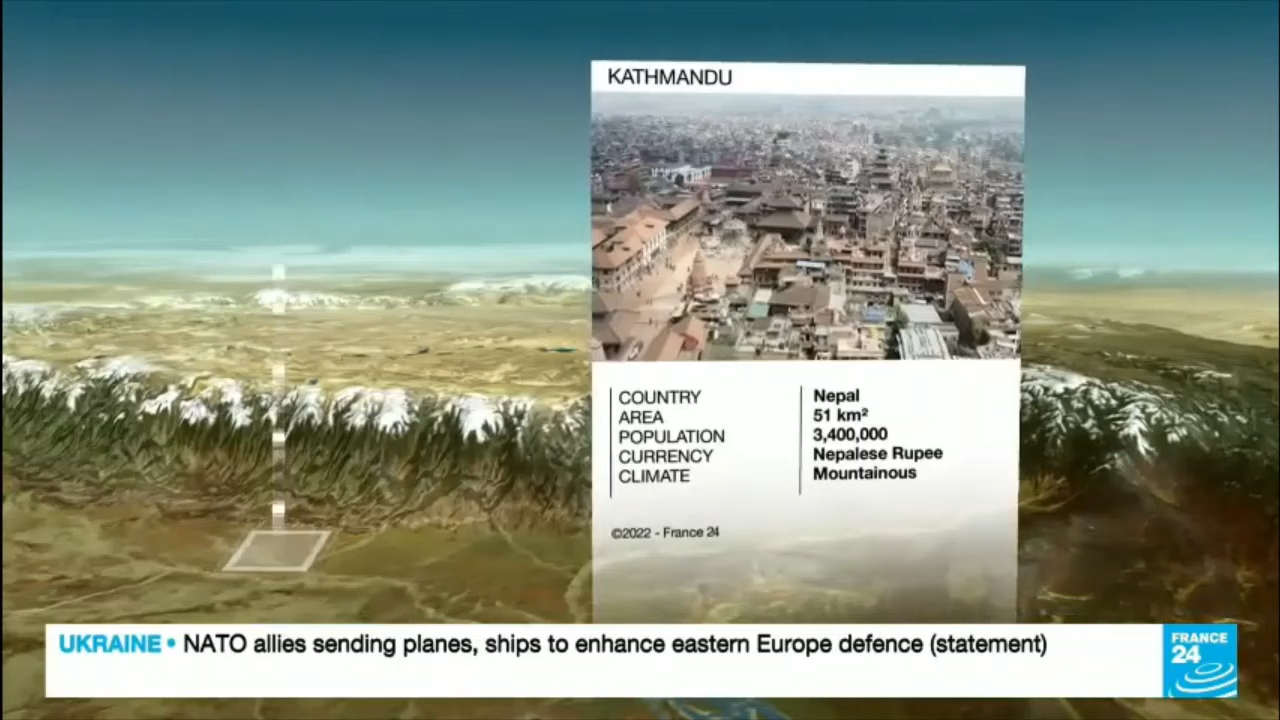 KATHMANDU
COUNTRY Nepal
AREA 51 km²
POPULATION 3,400,000
CURRENCY Nepalese Rupee
CLIMATE Mountainous
©2022 - France 24
UKRAINE • NATO allies sending planes, ships to enhance eastern Europe defence (statement)
FRANCE
24